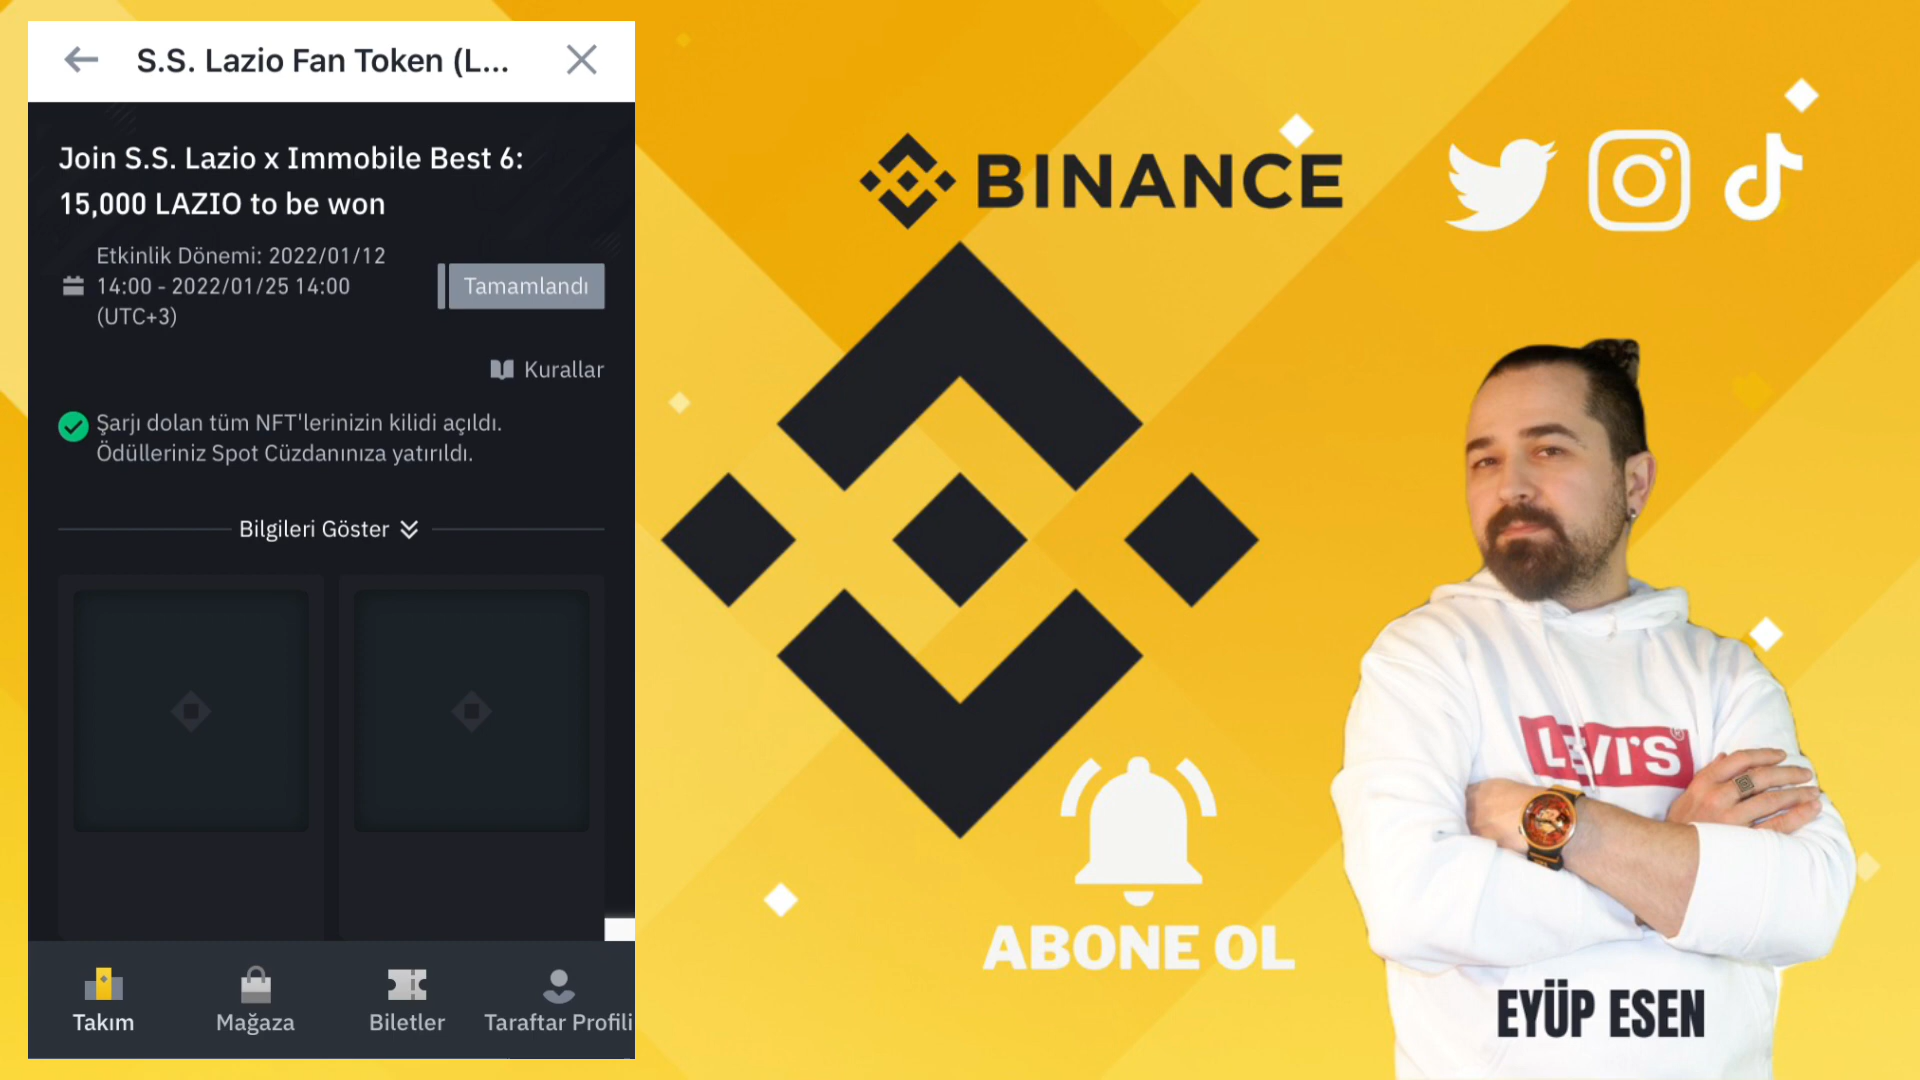 S.S. Lazio Fan Token (L...
Join S.S. Lazio x Immobile Best 6:
15,000 LAZIO to be won
Etkinlik Dönemi: 2022/01/12
14:00 - 2022/01/25 14:00
(UTC+3)
Tamamlandı
Kurallar
Şarjı dolan tüm NFT'lerinizin kilidi açıldı.
Ödülleriniz Spot Cüzdanınıza yatırıldı.
Bilgileri Göster
Takım
Mağaza
Biletler
Taraftar Profili
BINANCE
LEVI'S®
ABONE OL
EYÜP ESEN